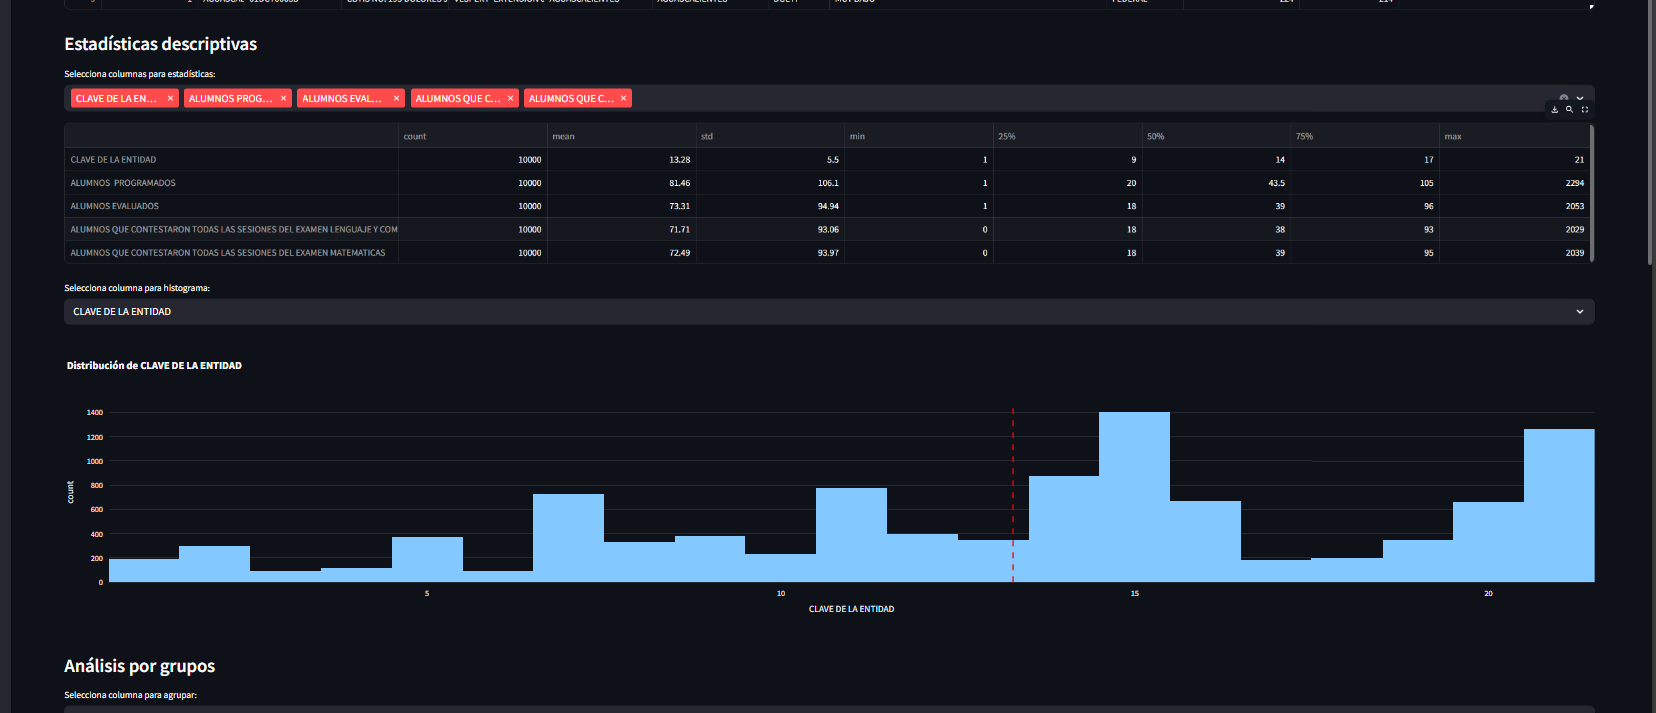 Estadísticas descriptivas
Selecciona columnas para estadísticas:
CLAVE DE LA EN... × ALUMNOS PROG... × ALUMNOS EVAL... × ALUMNOS QUE C... × ALUMNOS QUE C... ×
count mean std min 25% 50% 75% max
CLAVE DE LA ENTIDAD 10000 13.28 5.5 1 9 14 17 21
ALUMNOS PROGRAMADOS 10000 81.46 106.1 1 20 43.5 105 2294
ALUMNOS EVALUADOS 10000 73.31 94.94 1 18 39 96 2053
ALUMNOS QUE CONTESTARON TODAS LAS SESIONES DEL EXAMEN LENGUAJE Y COM 10000 71.71 93.06 0 18 38 93 2029
ALUMNOS QUE CONTESTARON TODAS LAS SESIONES DEL EXAMEN MATEMATICAS 10000 72.49 93.97 0 18 39 95 2039
Selecciona columna para histograma:
CLAVE DE LA ENTIDAD
Distribución de CLAVE DE LA ENTIDAD
1400
1200
1000
800
600
400
200
0
count
5 10 15 20
CLAVE DE LA ENTIDAD
Análisis por grupos
Selecciona columna para agrupar: